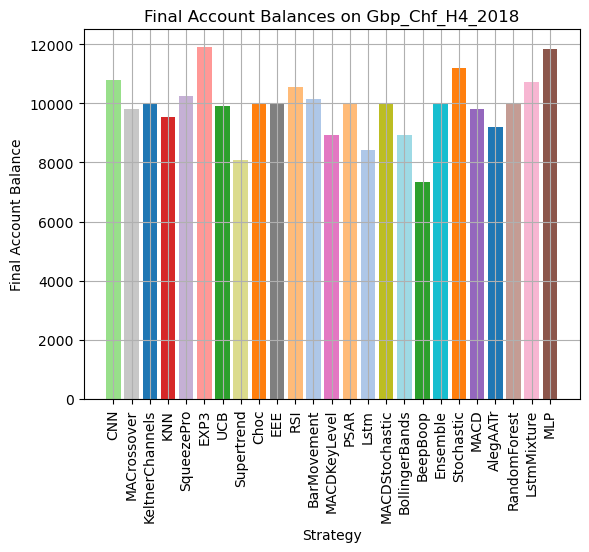 Final Account Balances on Gbp_Chf_H4_2018
Final Account Balance
12000
10000
8000
6000
4000
2000
0
CNN
MACrossover
KeltnerChannels
KNN
SqueezePro
EXP3
UCB
Supertrend
Choc
EEE
RSI
BarMovement
MACDKeyLevel
PSAR
Lstm
MACDStochastic
BollingerBands
BeepBoop
Ensemble
Stochastic
MACD
AlegAATr
RandomForest
LstmMixture
MLP
Strategy